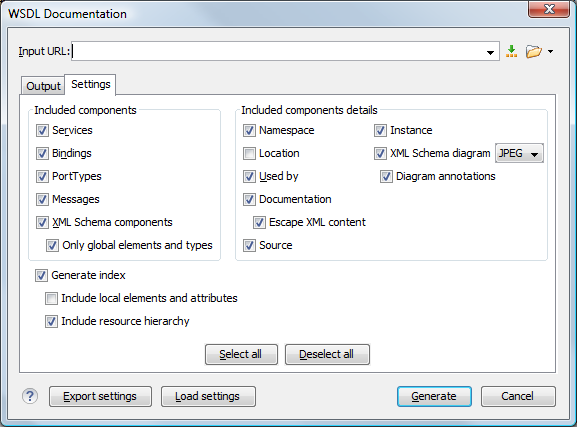 WSDL Documentation
Input URL:
Output Settings
Included components
Services
Bindings
PortTypes
Messages
XML Schema components
Only global elements and types
Included components details
Namespace
Instance
Location
XML Schema diagram JPEG
Used by
Diagram annotations
Documentation
Escape XML content
Source
Generate index
Include local elements and attributes
Include resource hierarchy
Select all Deselect all
? Export settings Load settings Generate Cancel